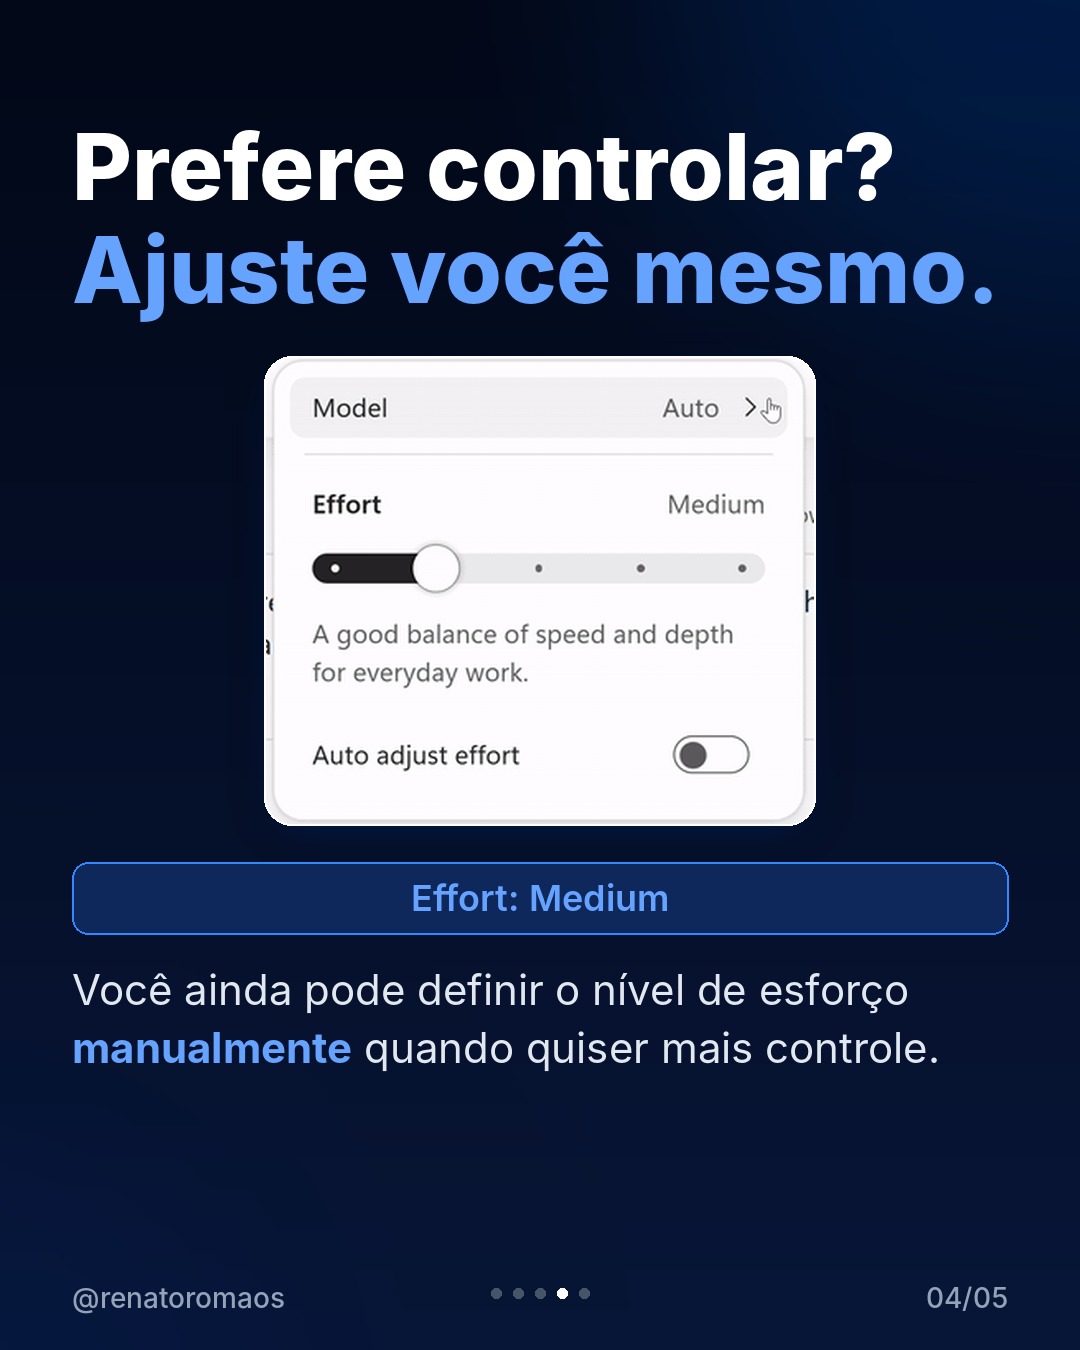 Prefere controlar?
Ajuste você mesmo.
Model Auto
Effort Medium
A good balance of speed and depth
for everyday work.
Auto adjust effort
Effort: Medium
Você ainda pode definir o nível de esforço
manualmente quando quiser mais controle.
@renatoromaos 04/05